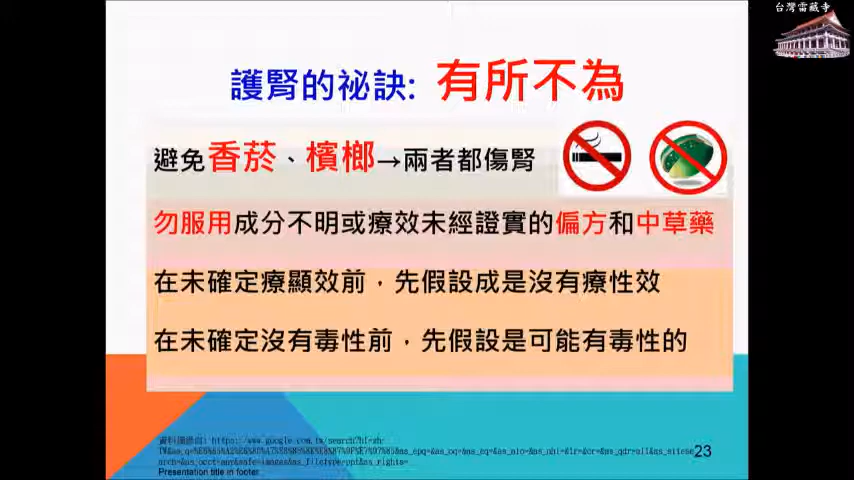 台灣雷藏寺
護腎的祕訣: 有所不為
避免香菸、檳榔→兩者都傷腎
勿服用成分不明或療效未經證實的偏方和中草藥
在未確定療顯效前，先假設成是沒有療性效
在未確定沒有毒性前，先假設是可能有毒性的
23
Presentation title in footer